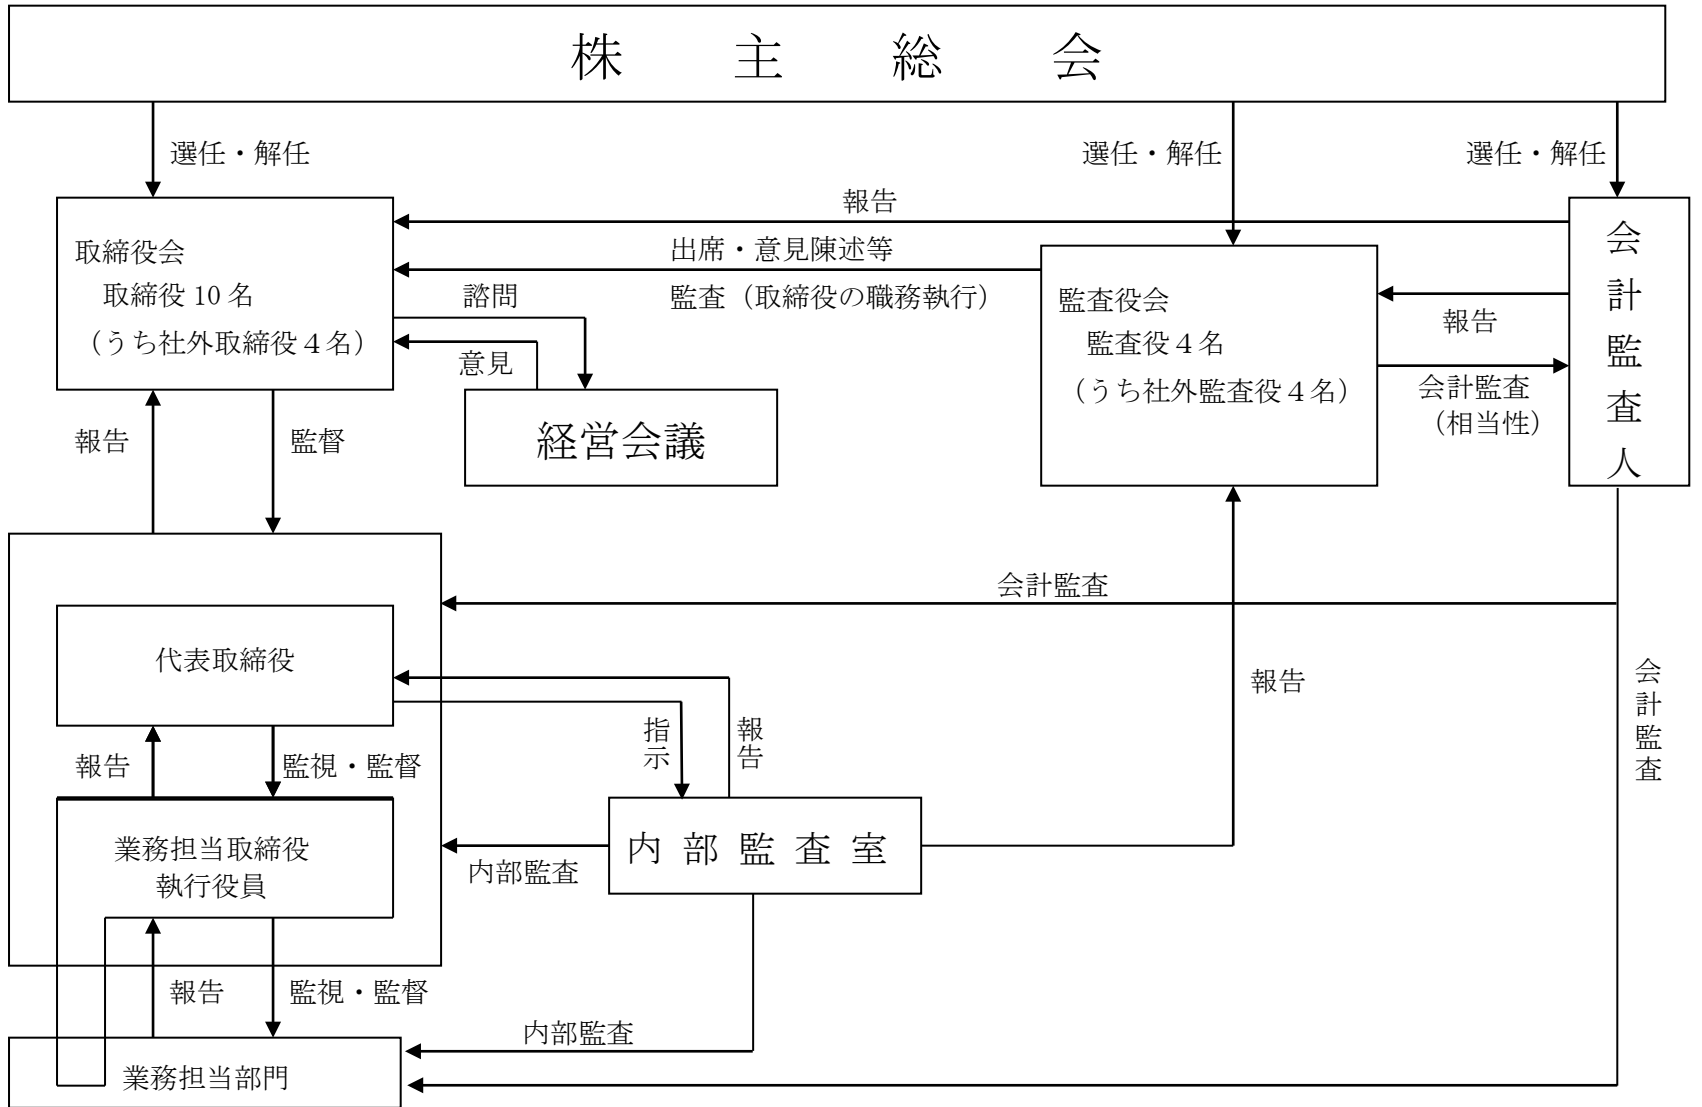 株主総会
選任・解任
選任・解任
選任・解任
報告
取締役会
取締役 10 名
（うち社外取締役４名）
出席・意見陳述等
監査（取締役の職務執行）
諮問
意見
経営会議
監査役会
監査役４名
（うち社外監査役４名）
報告
会計監査
（相当性）
会計監査人
報告
監督
会計監査
代表取締役
報告
監視・監督
指示
報告
報告
会計監査
業務担当取締役
執行役員
内部監査
内部監査室
報告
監視・監督
内部監査
業務担当部門